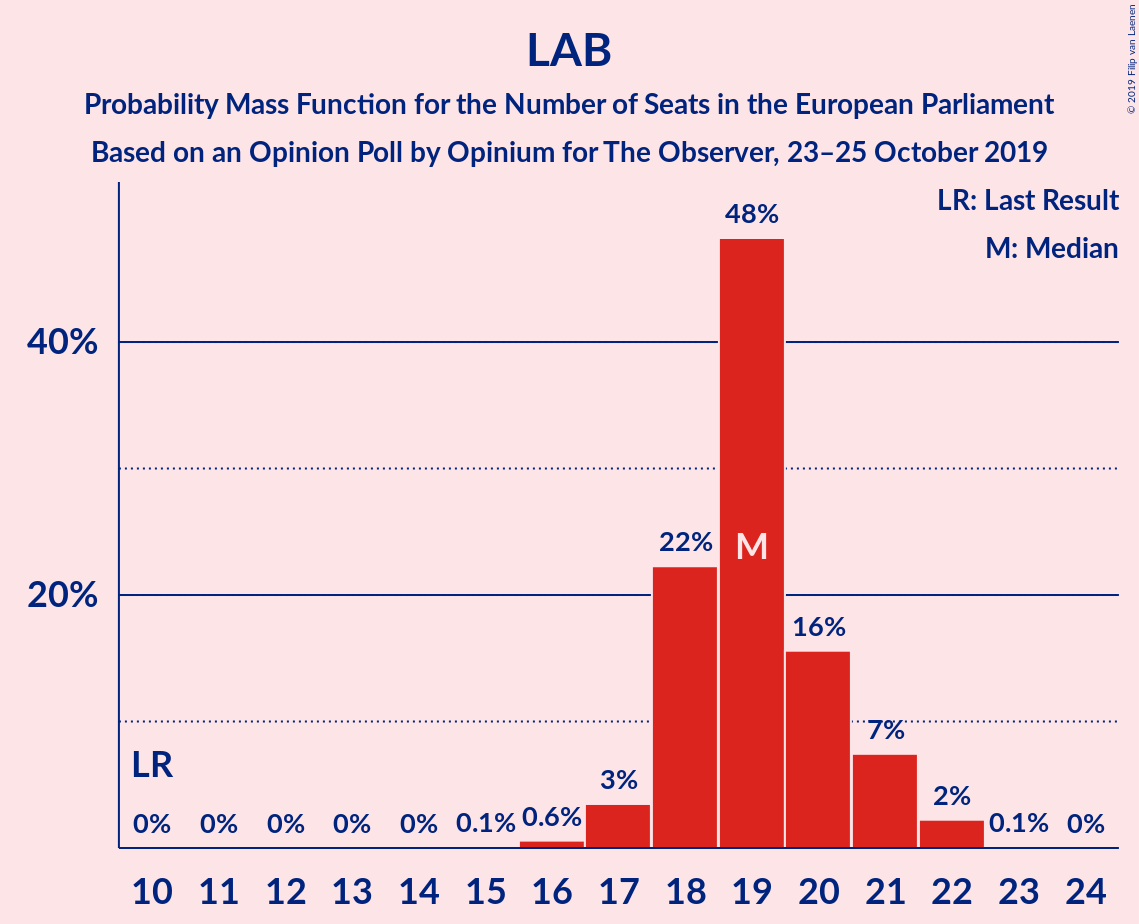 LAB
Probability Mass Function for the Number of Seats in the European Parliament
Based on an Opinion Poll by Opinium for The Observer, 23–25 October 2019
© 2019 Filip van Laenen
LR: Last Result
M: Median
48%
40%
22%
M
20%
16%
7%
LR
3%
2%
0% 0% 0% 0% 0% 0.1% 0.6% 0.1% 0%
10 11 12 13 14 15 16 17 18 19 20 21 22 23 24